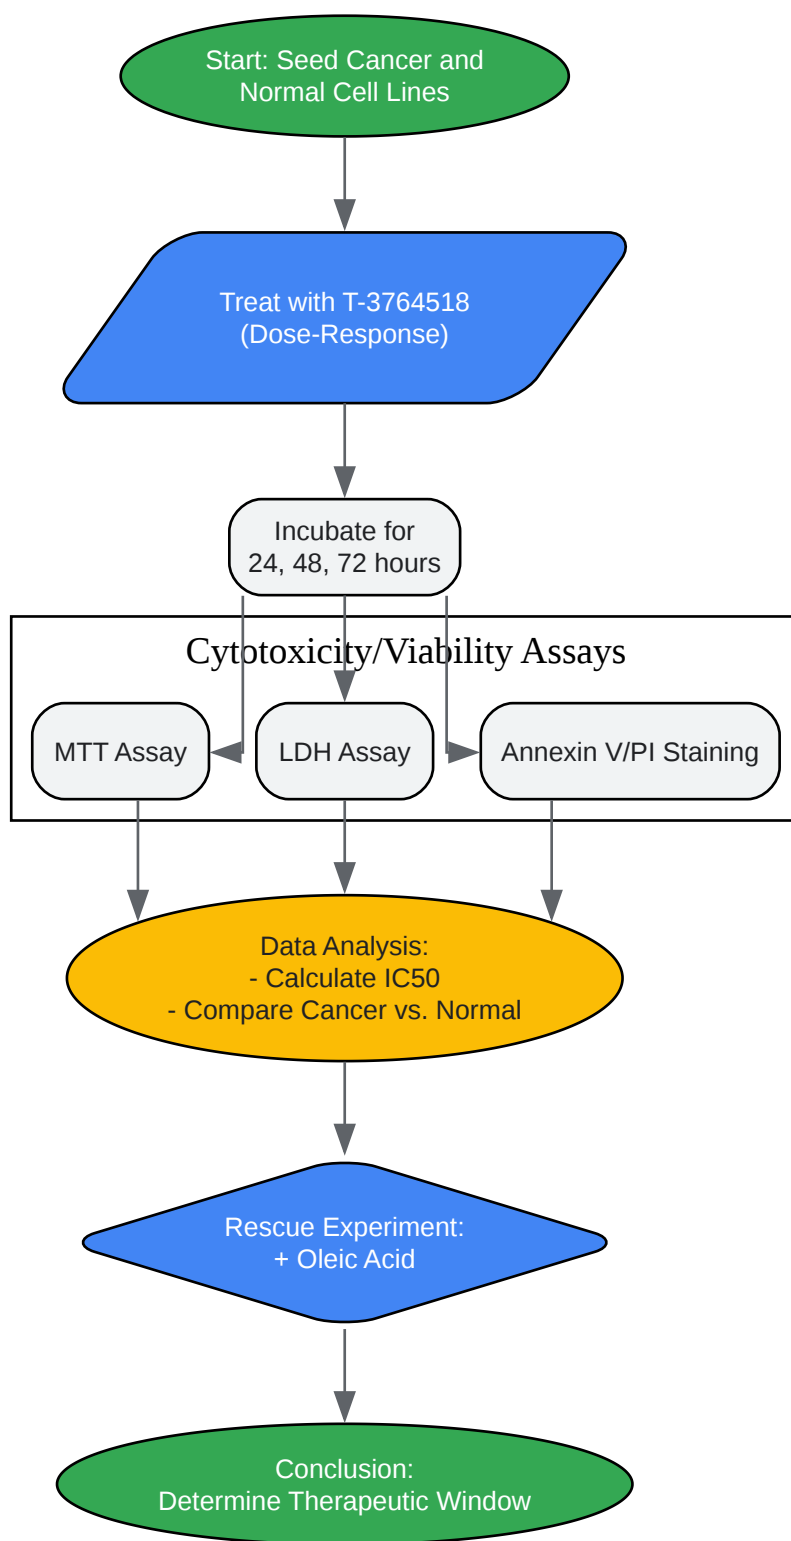 Start: Seed Cancer and
Normal Cell Lines
Treat with T-3764518
(Dose-Response)
Incubate for
24, 48, 72 hours
Cytotoxicity/Viability Assays
MTT Assay
LDH Assay
Annexin V/PI Staining
Data Analysis:
- Calculate IC50
- Compare Cancer vs. Normal
Rescue Experiment:
+ Oleic Acid
Conclusion:
Determine Therapeutic Window